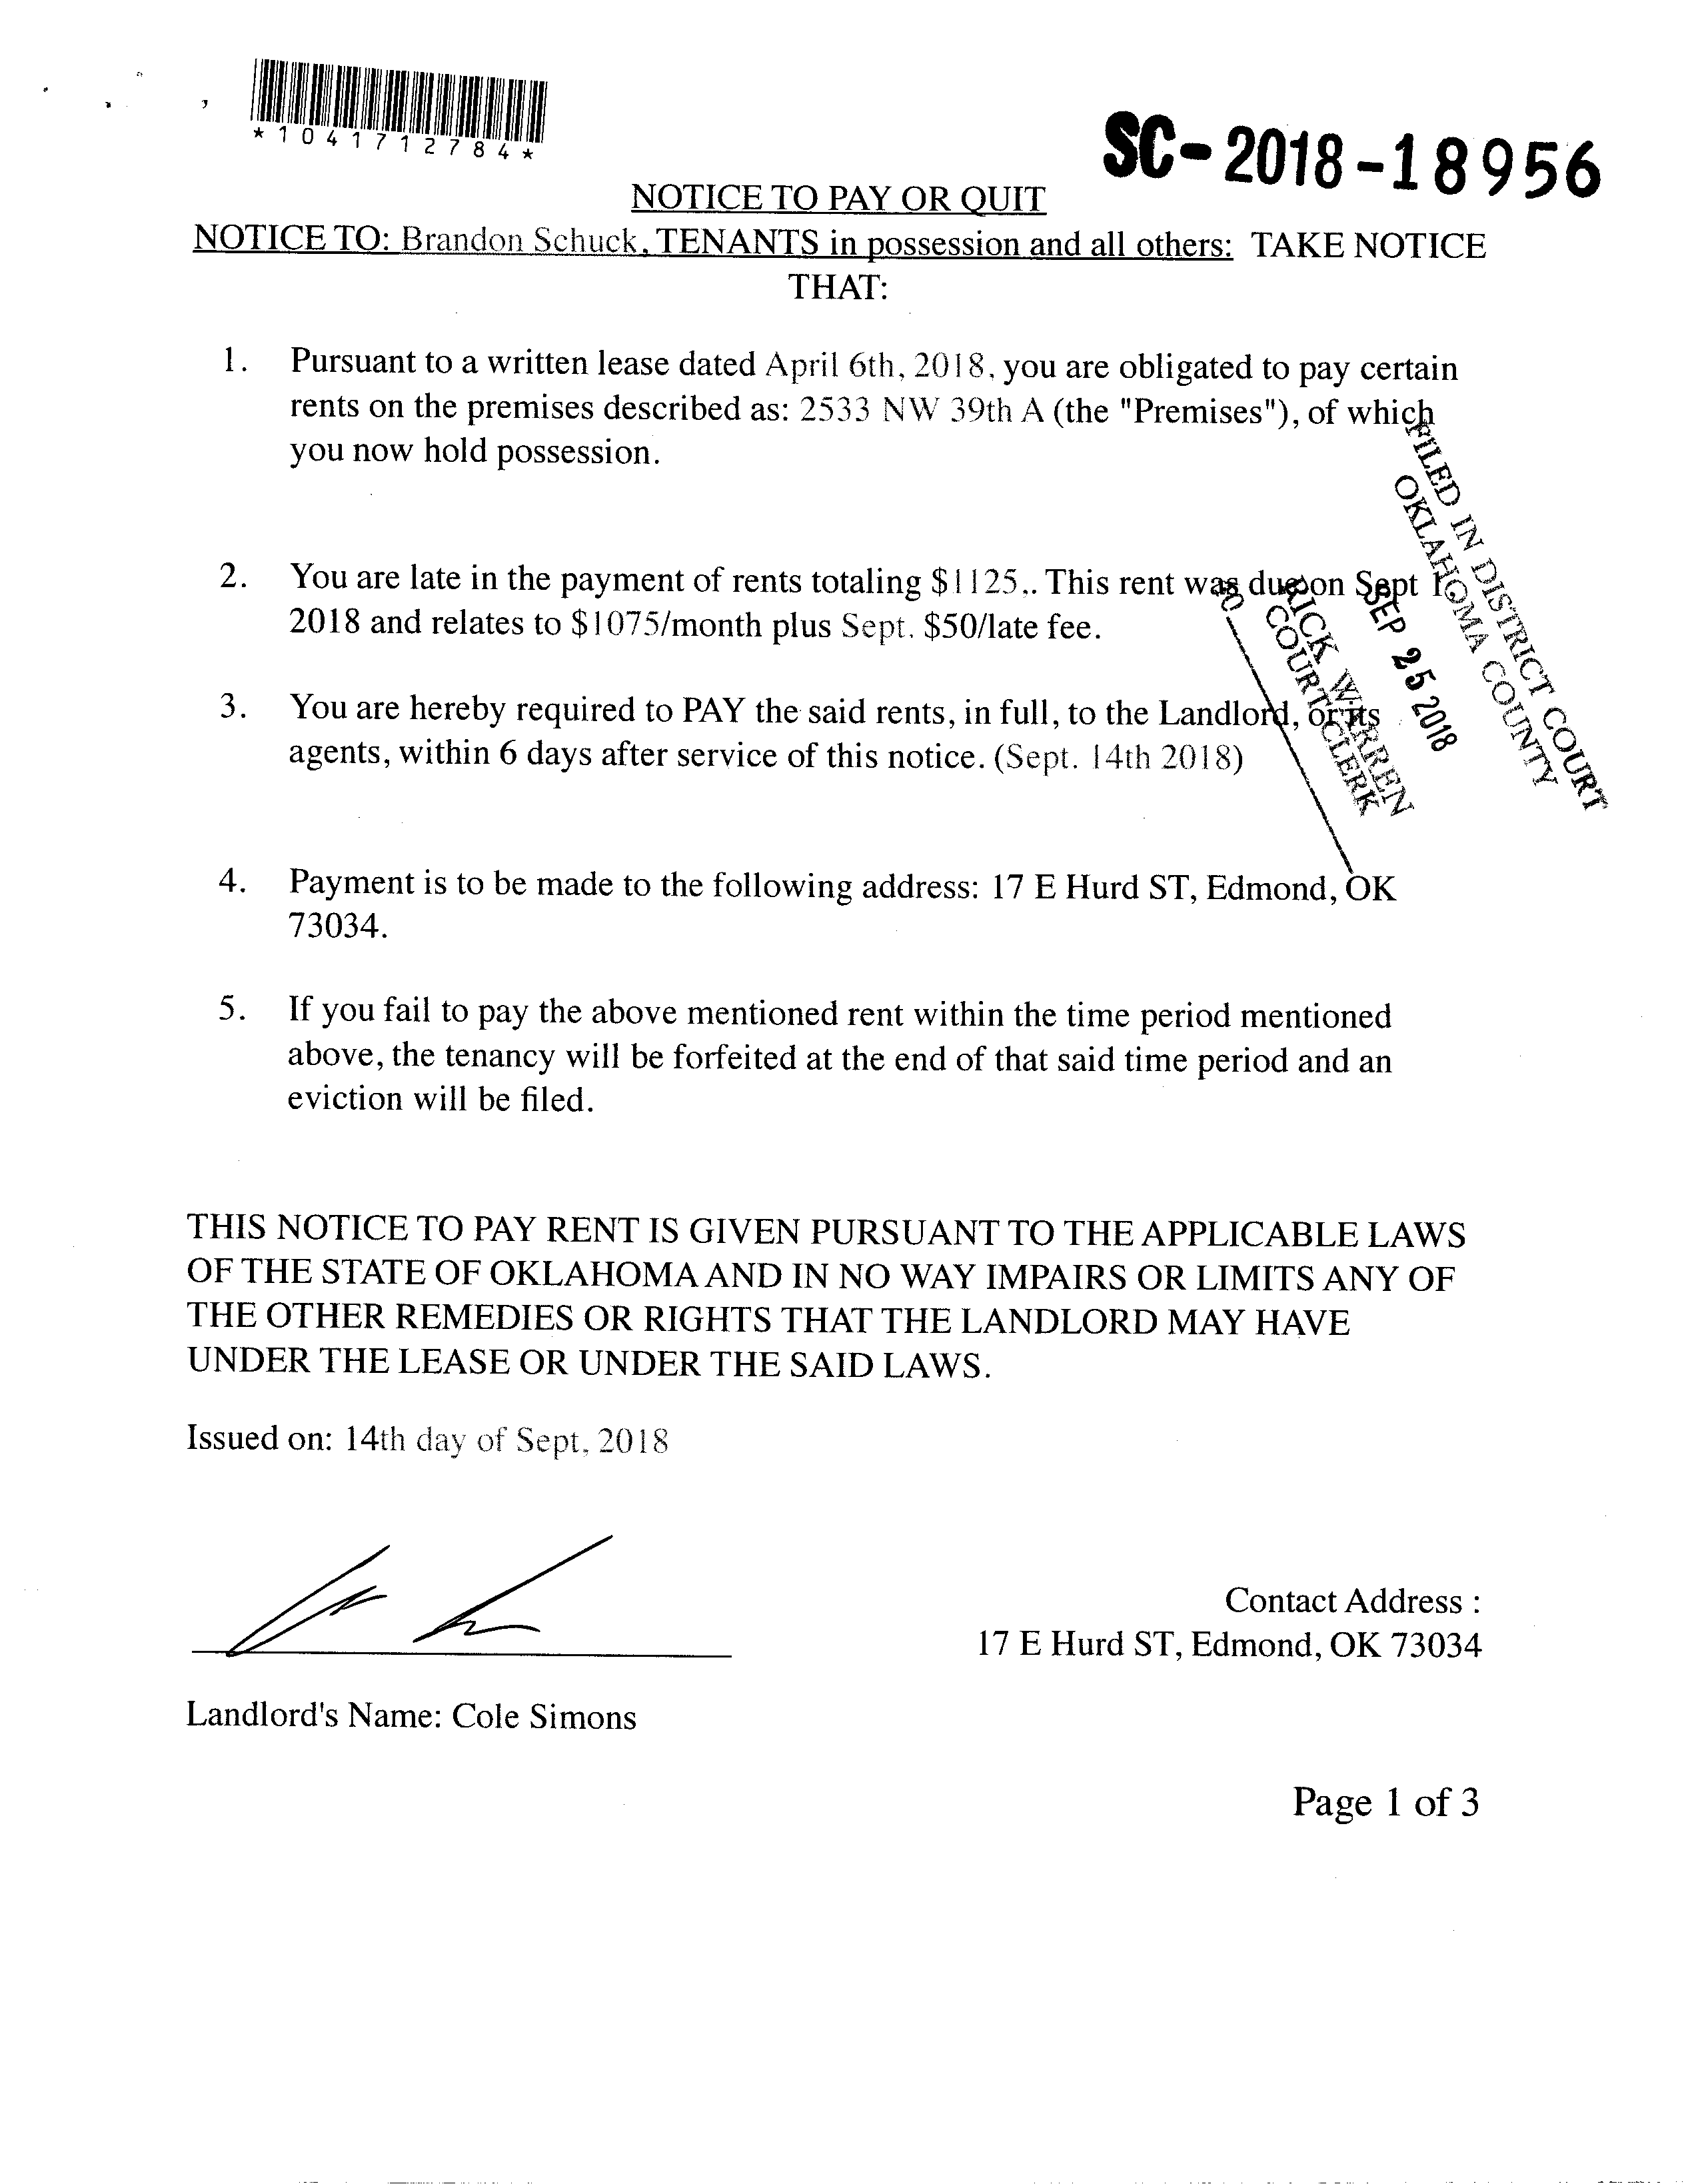 *1041712784*
SC-2018-18956
NOTICE TO PAY OR QUIT
NOTICE TO: Brandon Schuck, TENANTS in possession and all others: TAKE NOTICE
THAT:
1. Pursuant to a written lease dated April 6th, 2018, you are obligated to pay certain
rents on the premises described as: 2533 NW 39th A (the "Premises"), of which
you now hold possession.
FILED IN DISTRICT COURT
OKLAHOMA COUNTY
SEP 25 2018
RICK WARREN
COURT CLERK
2. You are late in the payment of rents totaling $1125.. This rent was due on Sept
2018 and relates to $1075/month plus Sept. $50/late fee.
3. You are hereby required to PAY the said rents, in full, to the Landlord, or its
agents, within 6 days after service of this notice. (Sept. 14th 2018)
4. Payment is to be made to the following address: 17 E Hurd ST, Edmond, OK
73034.
5. If you fail to pay the above mentioned rent within the time period mentioned
above, the tenancy will be forfeited at the end of that said time period and an
eviction will be filed.
THIS NOTICE TO PAY RENT IS GIVEN PURSUANT TO THE APPLICABLE LAWS
OF THE STATE OF OKLAHOMA AND IN NO WAY IMPAIRS OR LIMITS ANY OF
THE OTHER REMEDIES OR RIGHTS THAT THE LANDLORD MAY HAVE
UNDER THE LEASE OR UNDER THE SAID LAWS.
Issued on: 14th day of Sept, 2018
Contact Address :
17 E Hurd ST, Edmond, OK 73034
Landlord's Name: Cole Simons
Page 1 of 3